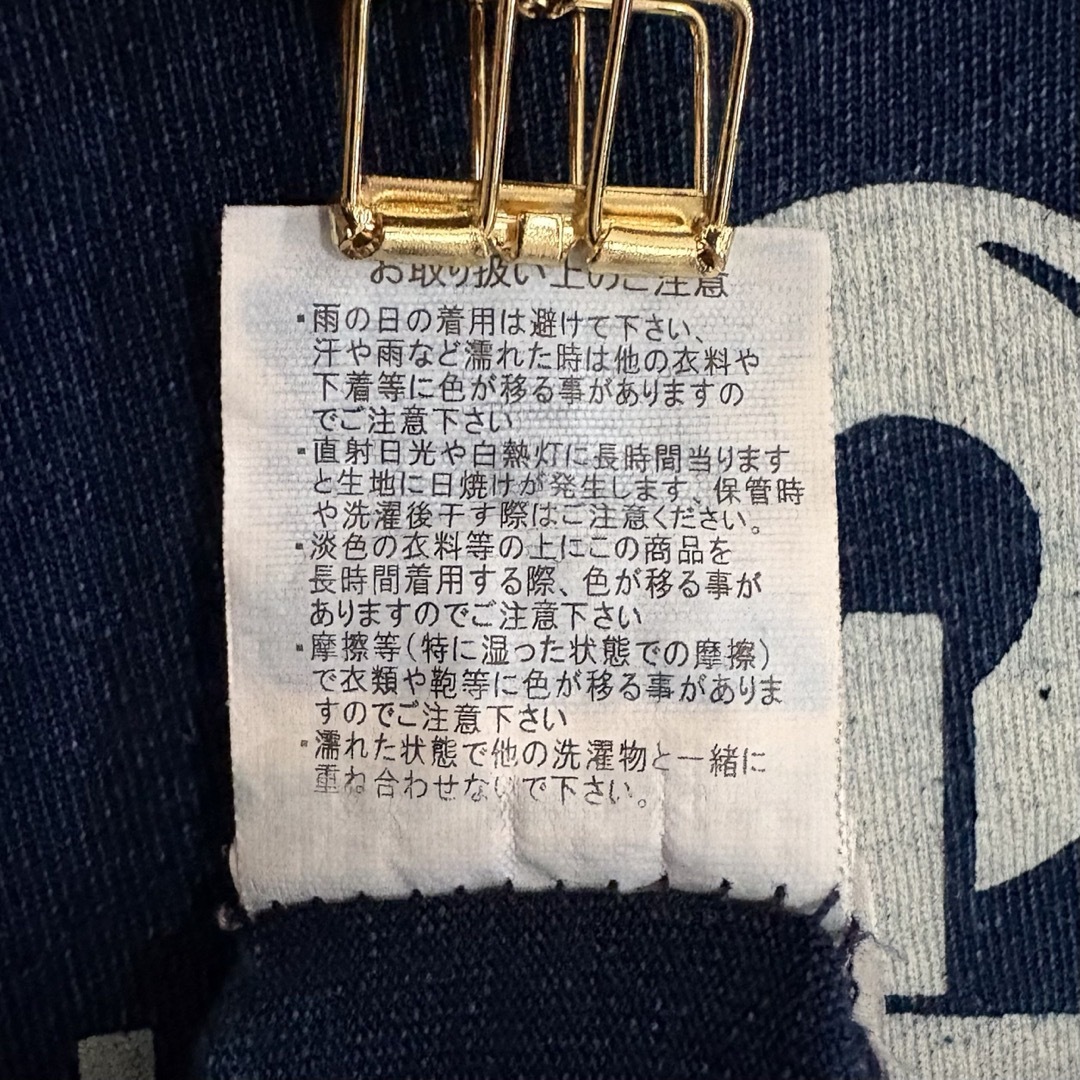 お取り扱い上のご注意
・雨の日の着用は避けて下さい、
汗や雨など濡れた時は他の衣料や
下着等に色が移る事がありますの
でご注意下さい
・直射日光や白熱灯に長時間当ります
と生地に日焼けが発生します、保管時
や洗濯後干す際はご注意ください。
・淡色の衣料等の上にこの商品を
長時間着用する際、色が移る事が
ありますのでご注意下さい
・摩擦等(特に湿った状態での摩擦)
で衣類や鞄等に色が移る事がありま
すのでご注意下さい
・濡れた状態で他の洗濯物と一緒に
重ね合わせないで下さい。